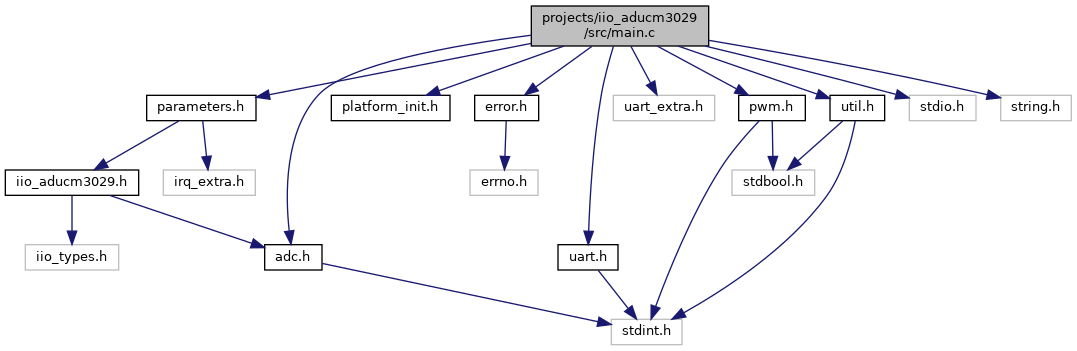 projects/iio_aducm3029
/src/main.c
parameters.h
platform_init.h
error.h
uart_extra.h
pwm.h
util.h
stdio.h
string.h
iio_aducm3029.h
irq_extra.h
errno.h
stdbool.h
iio_types.h
adc.h
uart.h
stdint.h